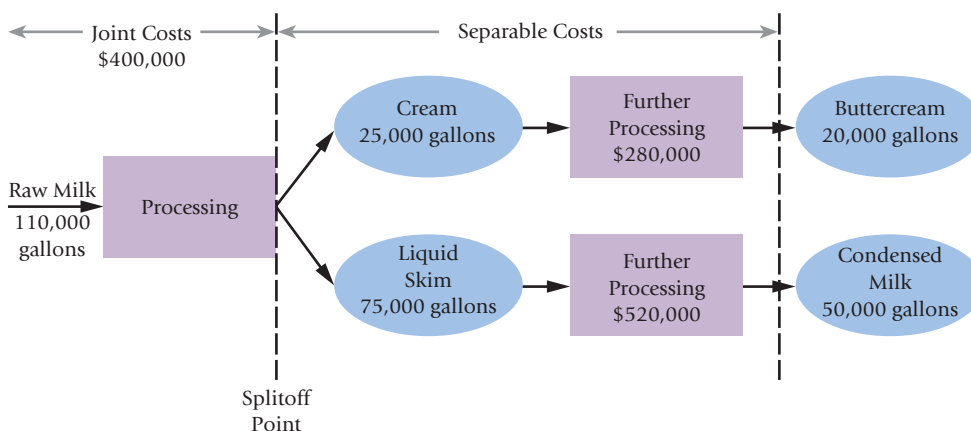 Joint Costs
$400,000
Separable Costs
Raw Milk
110,000
gallons
Processing
Cream
25,000 gallons
Further
Processing
$280,000
Buttercream
20,000 gallons
Liquid
Skim
75,000 gallons
Further
Processing
$520,000
Condensed
Milk
50,000 gallons
Splitoff
Point